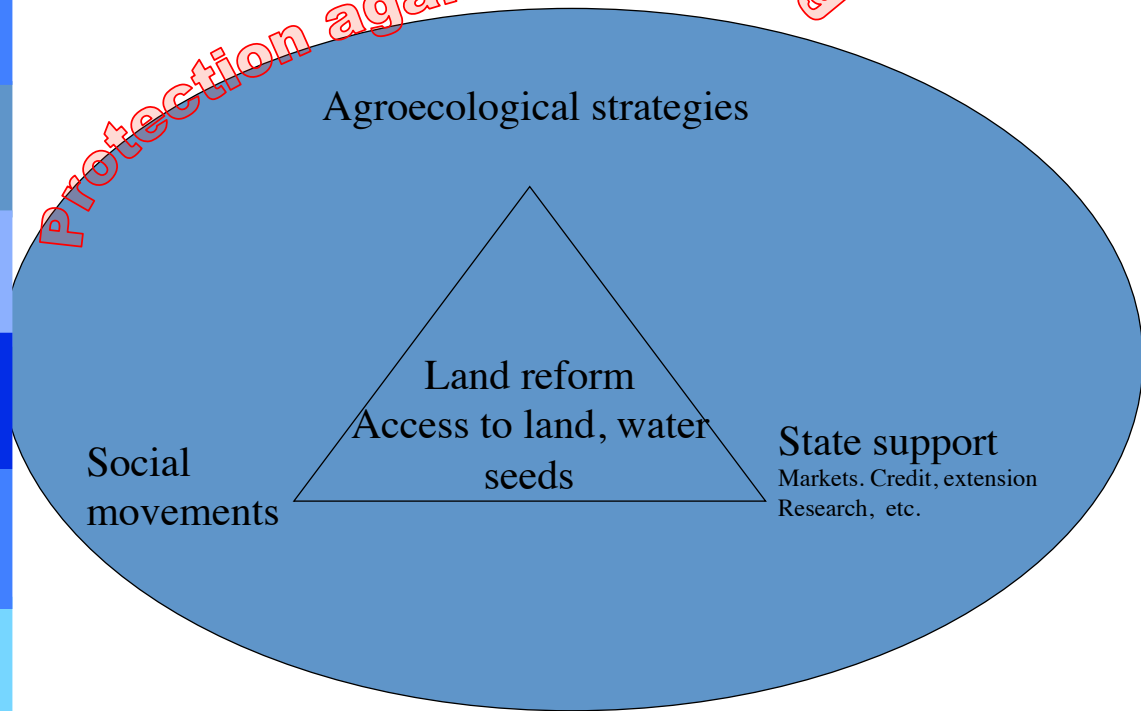 Protection
Agroecological strategies
Land reform
Access to land, water
seeds
Social
movements
State support
Markets. Credit, extension
Research, etc.